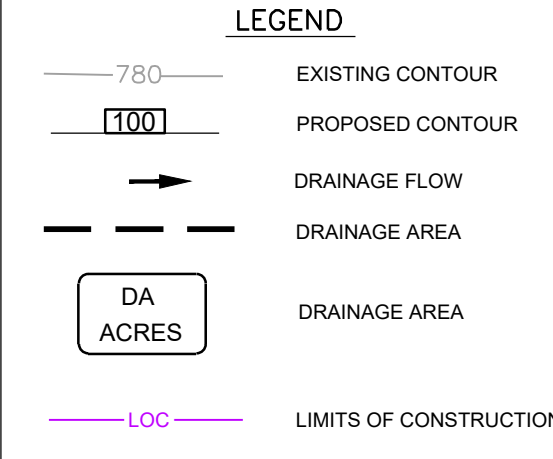 LEGEND
780 EXISTING CONTOUR
100 PROPOSED CONTOUR
DRAINAGE FLOW
DRAINAGE AREA
DA
ACRES
DRAINAGE AREA
LOC LIMITS OF CONSTRUCTION